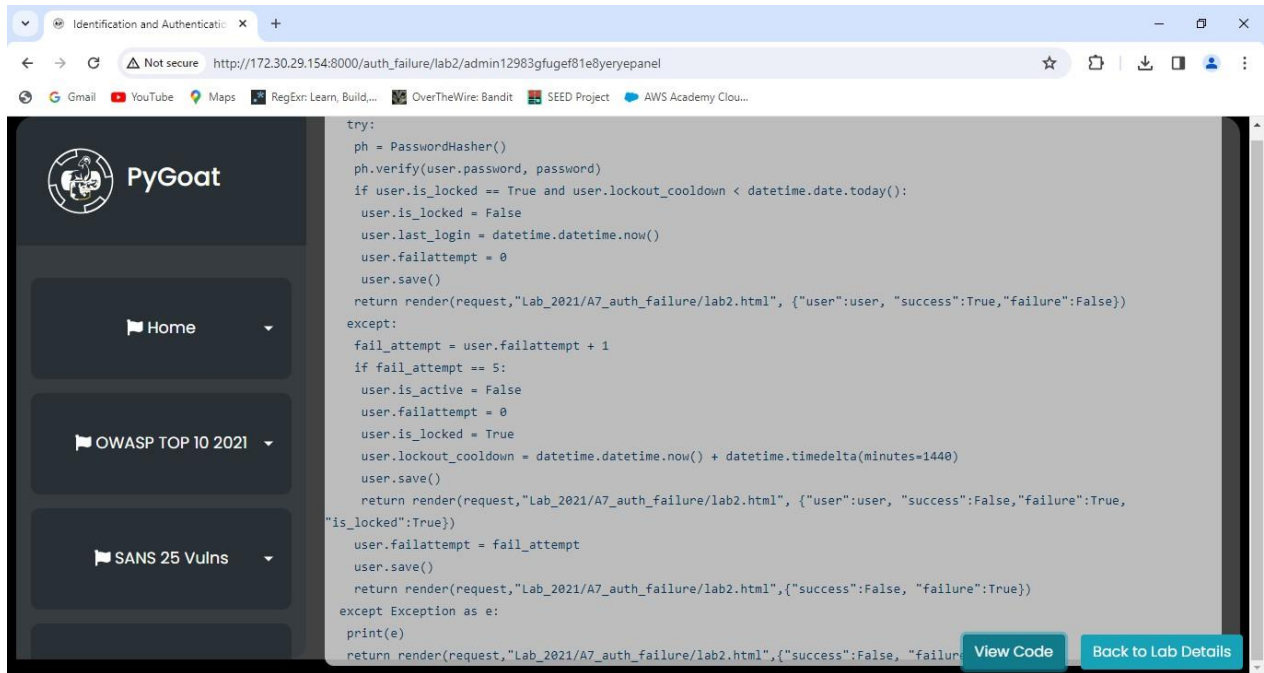 Identification and Authenticatio
Not secure http://172.30.29.154:8000/auth_failure/lab2/admin12983gfugef81e8yeryepanel
Gmail YouTube Maps RegExr: Learn, Build,... OverTheWire: Bandit SEED Project AWS Academy Clou...
PyGoat
Home
OWASP TOP 10 2021
SANS 25 Vulns
try:
ph = PasswordHasher()
ph.verify(user.password, password)
if user.is_locked == True and user.lockout_cooldown < datetime.date.today():
user.is_locked = False
user.last_login = datetime.datetime.now()
user.failattempt = 0
user.save()
return render(request,"Lab_2021/A7_auth_failure/lab2.html", {"user":user, "success":True,"failure":False})
except:
fail_attempt = user.failattempt + 1
if fail_attempt == 5:
user.is_active = False
user.failattempt = 0
user.is_locked = True
user.lockout_cooldown = datetime.datetime.now() + datetime.timedelta(minutes=1440)
user.save()
return render(request,"Lab_2021/A7_auth_failure/lab2.html", {"user":user, "success":False,"failure":True,
"is_locked":True})
user.failattempt = fail_attempt
user.save()
return render(request,"Lab_2021/A7_auth_failure/lab2.html",{"success":False, "failure":True})
except Exception as e:
print(e)
return render(request,"Lab_2021/A7_auth_failure/lab2.html",{"success":False, "failure
View Code
Back to Lab Details